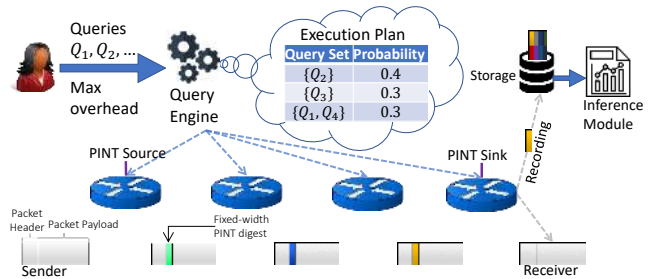 Queries
Q₁, Q₂, ...
Max
overhead
Query
Engine
Execution Plan
Query Set Probability
{Q₂} 0.4
{Q₃} 0.3
{Q₁, Q₄} 0.3
Storage
Inference
Module
Recording
PINT Source
PINT Sink
Packet
Header
Packet Payload
Fixed-width
PINT digest
Sender
Receiver